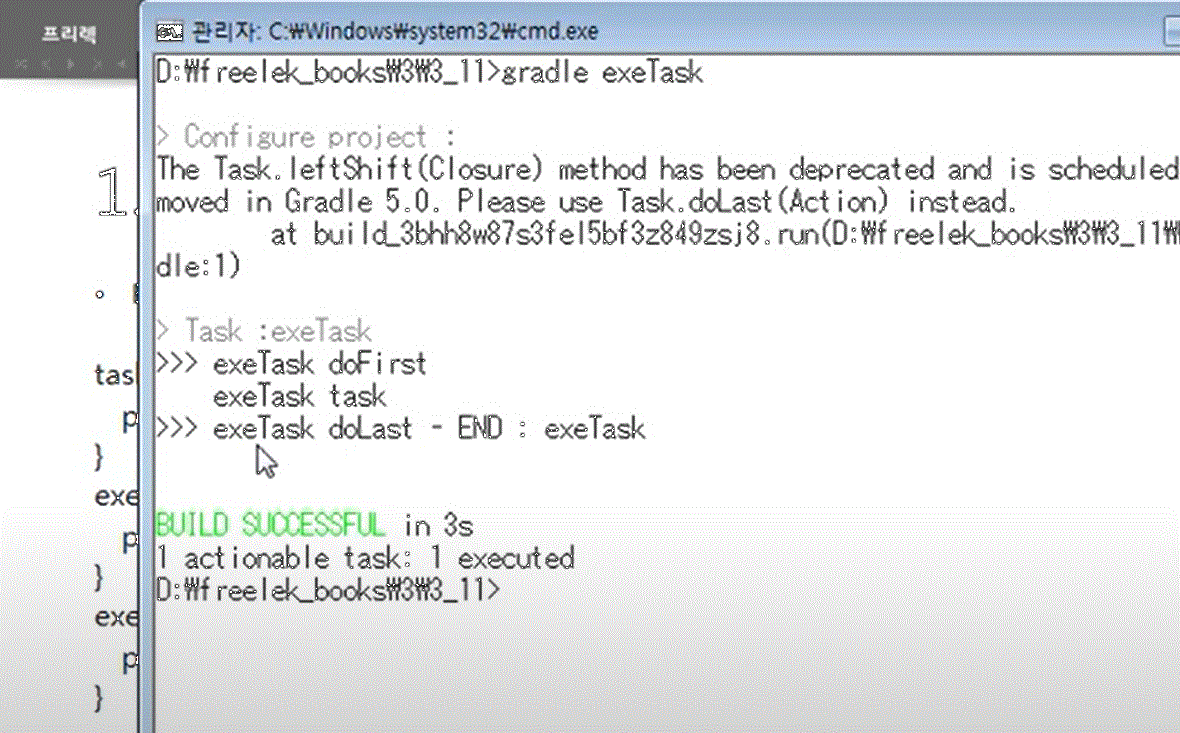 프리렉
관리자: C:₩Windows₩system32₩cmd.exe
D:₩freelek_books₩3₩3_11>gradle exeTask
> Configure project :
The Task.leftShift(Closure) method has been deprecated and is scheduled
moved in Gradle 5.0. Please use Task.doLast(Action) instead.
at build_3bhh8w87s3fel5bf3z849zsj8.run(D:₩freelek_books₩3₩3_11₩
dle:1)
> Task :exeTask
>>> exeTask doFirst
exeTask task
>>> exeTask doLast - END : exeTask
BUILD SUCCESSFUL in 3s
1 actionable task: 1 executed
D:₩freelek_books₩3₩3_11>
1.
tas
p
}
exe
p
}
exe
p
}